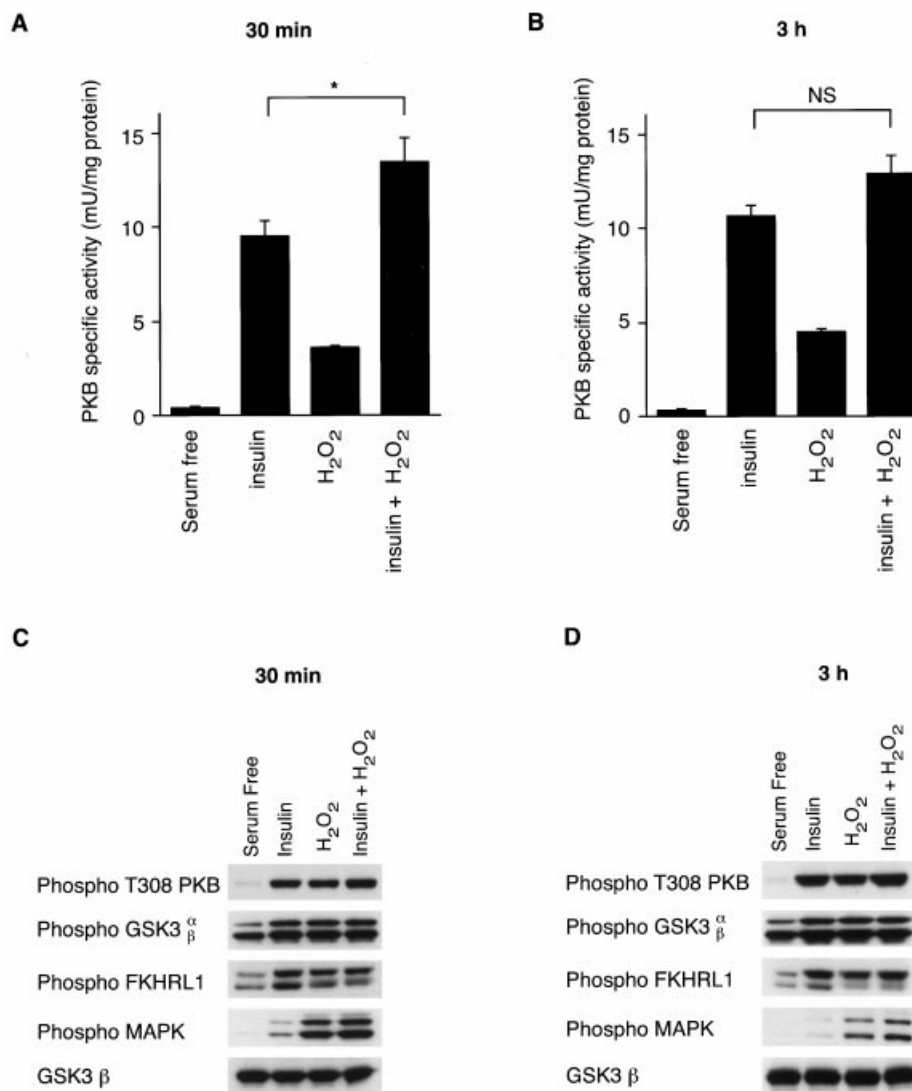 A
30 min
PKB specific activity (mU/mg protein)
15
10
5
0
*
Serum free
insulin
H₂O₂
insulin + H₂O₂
B
3 h
PKB specific activity (mU/mg protein)
15
10
5
0
NS
Serum free
insulin
H₂O₂
insulin + H₂O₂
C
30 min
Serum Free
Insulin
H₂O₂
Insulin + H₂O₂
Phospho T308 PKB
Phospho GSK3 α β
Phospho FKHRL1
Phospho MAPK
GSK3 β
D
3 h
Serum Free
Insulin
H₂O₂
Insulin + H₂O₂
Phospho T308 PKB
Phospho GSK3 α β
Phospho FKHRL1
Phospho MAPK
GSK3 β